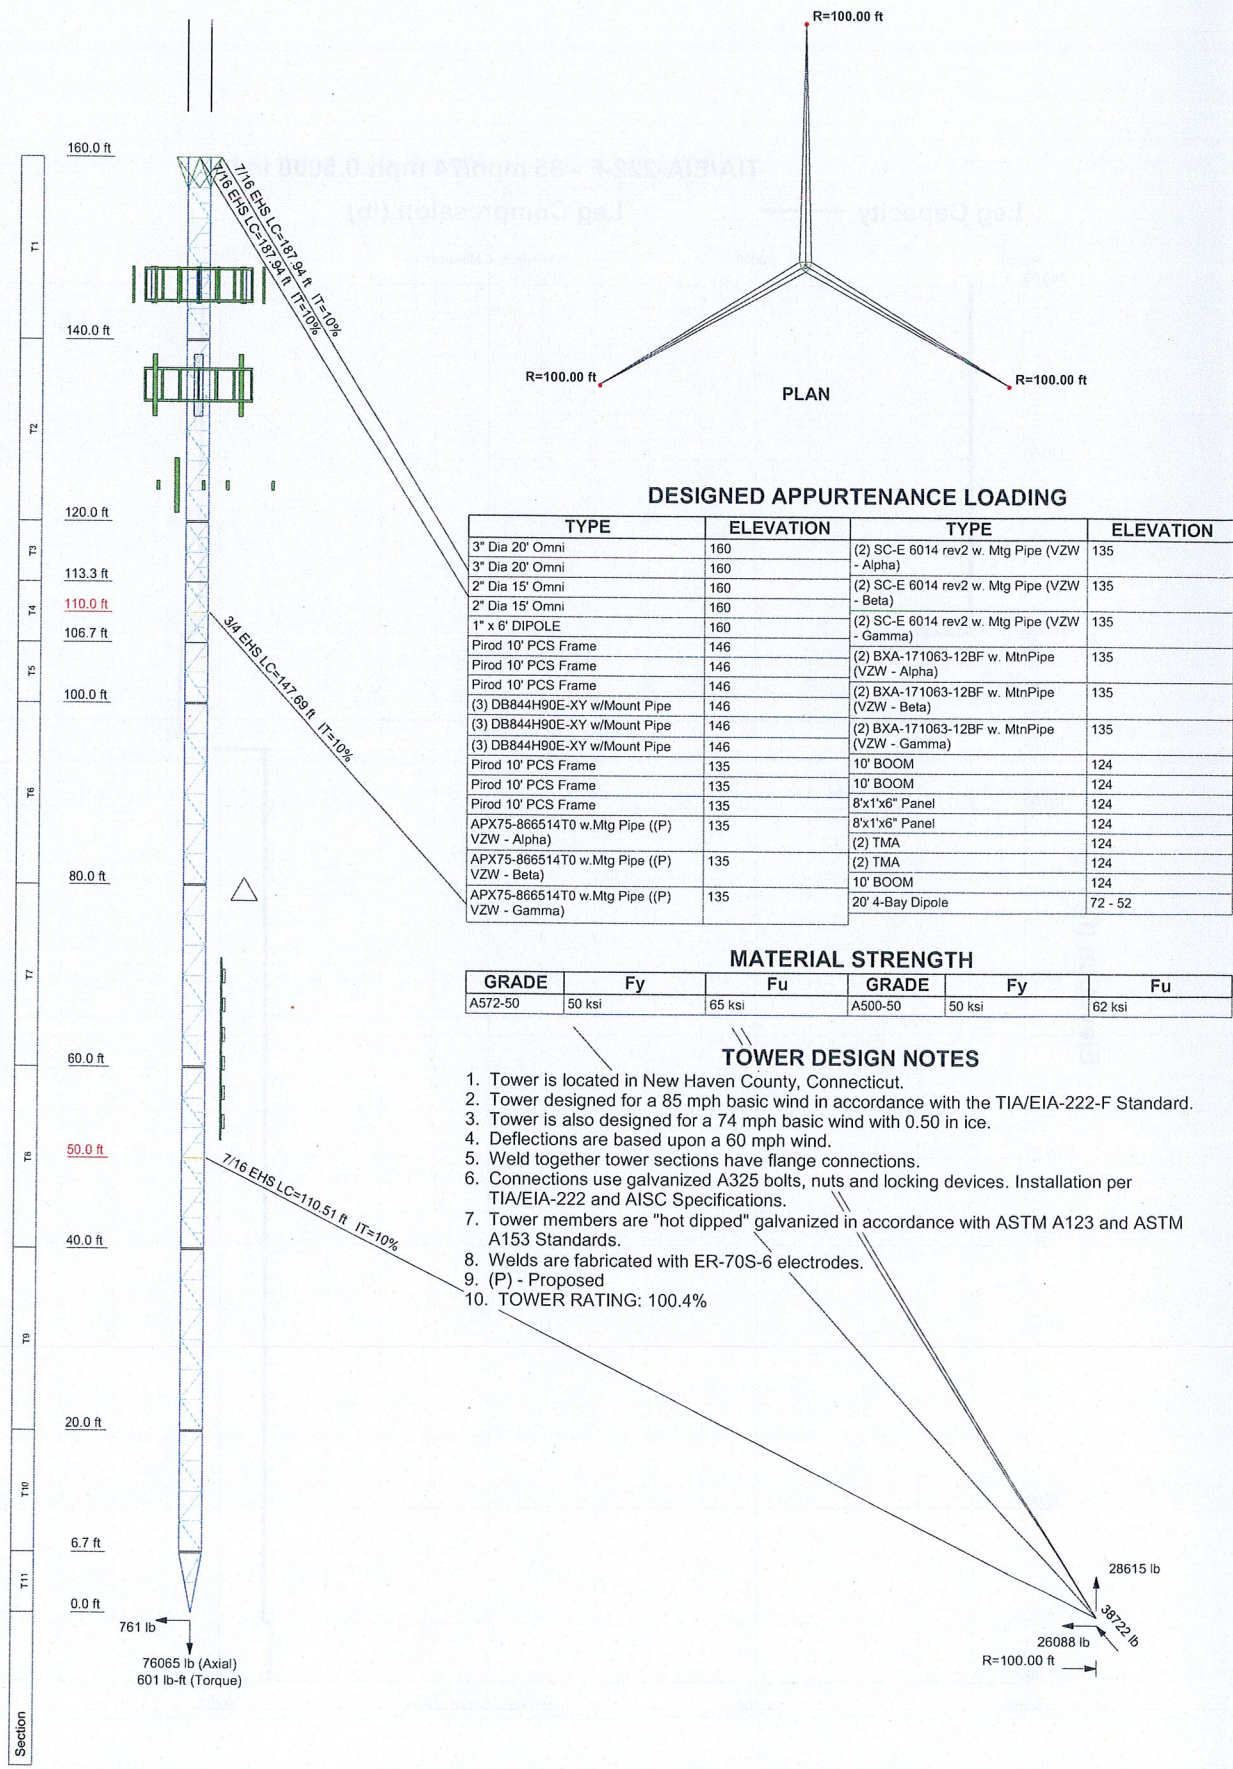 R=100.00 ft
160.0 ft
7/16 EHS LC=187.94 ft IT=10%
7/16 EHS LC=187.94 ft IT=10%
T1
140.0 ft
R=100.00 ft
R=100.00 ft
PLAN
T2
120.0 ft
T3
113.3 ft
110.0 ft
T4
106.7 ft
3/4 EHS LC=147.69 ft IT=10%
T5
100.0 ft
T6
80.0 ft
T7
60.0 ft
50.0 ft
T8
7/16 EHS LC=110.51 ft IT=10%
40.0 ft
T9
20.0 ft
T10
6.7 ft
T11
0.0 ft
761 lb
76065 lb (Axial)
601 lb-ft (Torque)
Section
DESIGNED APPURTENANCE LOADING
TYPE ELEVATION TYPE ELEVATION
3" Dia 20' Omni 160
3" Dia 20' Omni 160
2" Dia 15' Omni 160
2" Dia 15' Omni 160
1" x 6' DIPOLE 160
Pirod 10' PCS Frame 146
Pirod 10' PCS Frame 146
Pirod 10' PCS Frame 146
(3) DB844H90E-XY w/Mount Pipe 146
(3) DB844H90E-XY w/Mount Pipe 146
(3) DB844H90E-XY w/Mount Pipe 146
Pirod 10' PCS Frame 135
Pirod 10' PCS Frame 135
Pirod 10' PCS Frame 135
APX75-866514T0 w.Mtg Pipe ((P) 135
VZW - Alpha)
APX75-866514T0 w.Mtg Pipe ((P) 135
VZW - Beta)
APX75-866514T0 w.Mtg Pipe ((P) 135
VZW - Gamma)
(2) SC-E 6014 rev2 w. Mtg Pipe (VZW 135
- Alpha)
(2) SC-E 6014 rev2 w. Mtg Pipe (VZW 135
- Beta)
(2) SC-E 6014 rev2 w. Mtg Pipe (VZW 135
- Gamma)
(2) BXA-171063-12BF w. MtnPipe 135
(VZW - Alpha)
(2) BXA-171063-12BF w. MtnPipe 135
(VZW - Beta)
(2) BXA-171063-12BF w. MtnPipe 135
(VZW - Gamma)
10' BOOM 124
10' BOOM 124
8'x1'x6" Panel 124
8'x1'x6" Panel 124
(2) TMA 124
(2) TMA 124
10' BOOM 124
20' 4-Bay Dipole 72 - 52
MATERIAL STRENGTH
GRADE Fy Fu GRADE Fy Fu
A572-50 50 ksi 65 ksi A500-50 50 ksi 62 ksi
TOWER DESIGN NOTES
1. Tower is located in New Haven County, Connecticut.
2. Tower designed for a 85 mph basic wind in accordance with the TIA/EIA-222-F Standard.
3. Tower is also designed for a 74 mph basic wind with 0.50 in ice.
4. Deflections are based upon a 60 mph wind.
5. Weld together tower sections have flange connections.
6. Connections use galvanized A325 bolts, nuts and locking devices. Installation per
TIA/EIA-222 and AISC Specifications.
7. Tower members are "hot dipped" galvanized in accordance with ASTM A123 and ASTM
A153 Standards.
8. Welds are fabricated with ER-70S-6 electrodes.
9. (P) - Proposed
10. TOWER RATING: 100.4%
28615 lb
38722 lb
26088 lb
R=100.00 ft